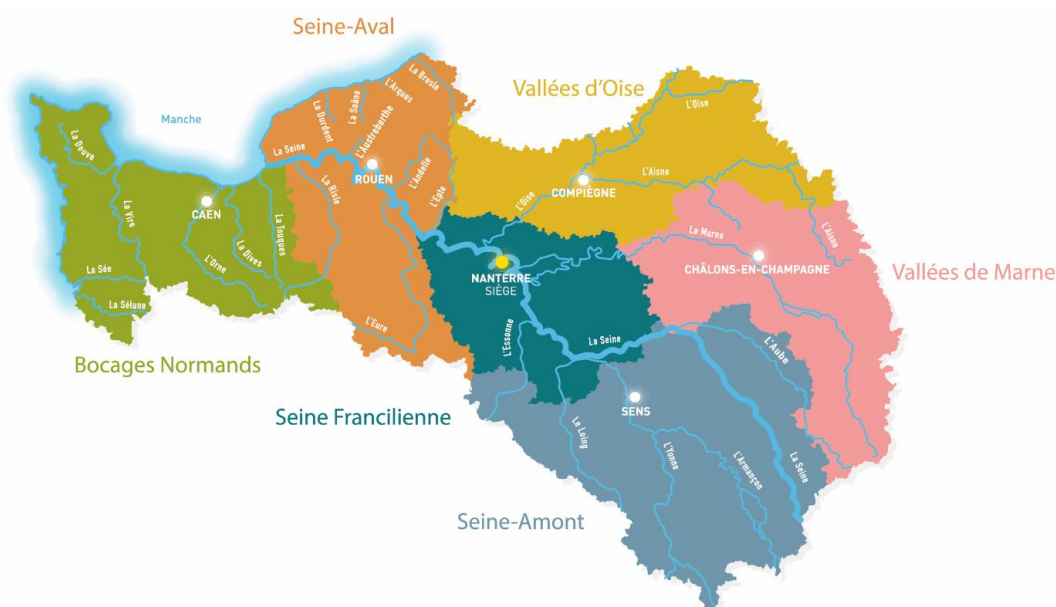 Seine-Aval
Vallées d'Oise
Manche
La Bresle
L'Arques
La Saâne
La Durdent
L'Austreberthe
La Seine
ROUEN
L'Andelle
L'Epte
La Risle
L'Eure
L'Oise
L'Aisne
COMPIÈGNE
L'Oise
La Douve
La Vire
CAEN
La Touques
La Dives
L'Orne
La Sée
La Sélune
Bocages Normands
La Marne
L'Aisne
CHÂLONS-EN-CHAMPAGNE
Vallées de Marne
NANTERRE
SIÈGE
L'Essonne
La Seine
Seine Francilienne
L'Aube
SENS
Le Loing
L'Yonne
L'Armançon
La Seine
Seine-Amont